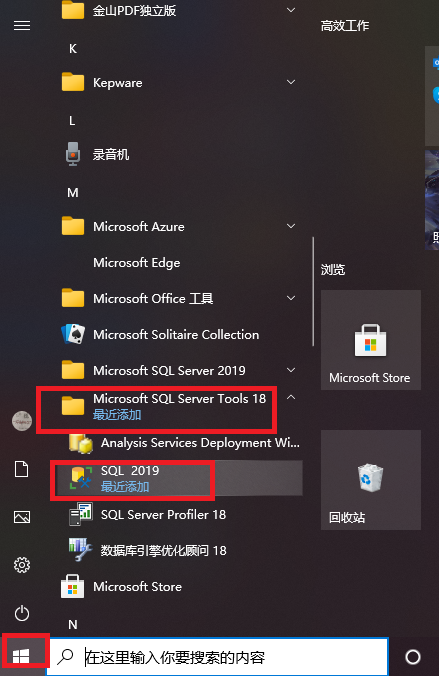 金山PDF独立版
高效工作
K
Kepware
L
录音机
M
Microsoft Azure
Microsoft Edge
浏览
Microsoft Office 工具
Microsoft Solitaire Collection
Microsoft SQL Server 2019
Microsoft Store
Microsoft SQL Server Tools 18
最近添加
Analysis Services Deployment Wi...
SQL 2019
最近添加
SQL Server Profiler 18
回收站
数据库引擎优化顾问 18
Microsoft Store
N
在这里输入你要搜索的内容